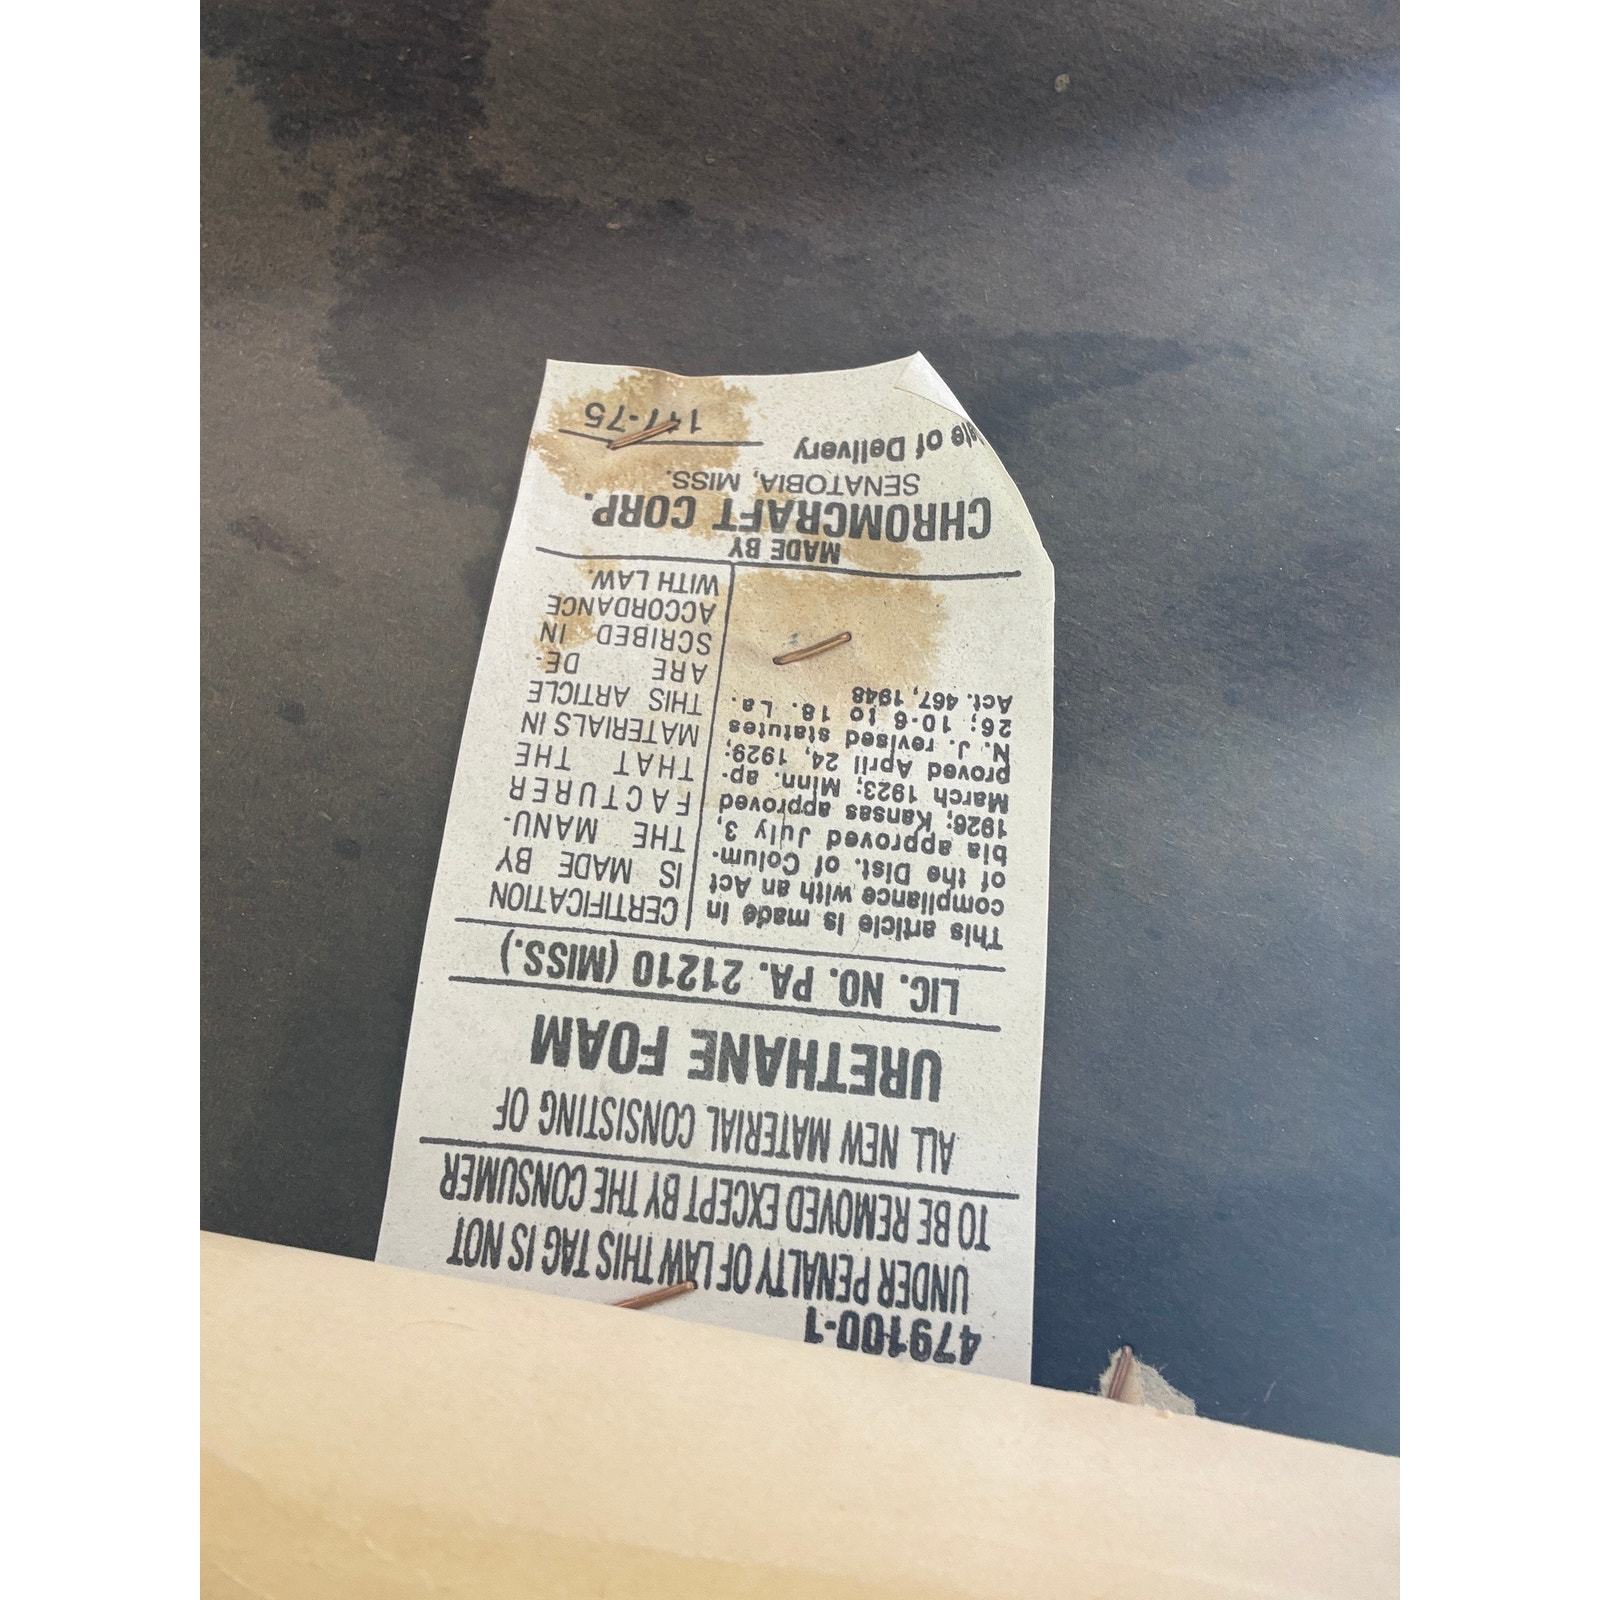 479100-1
UNDER PENALTY OF LAW THIS TAG IS NOT
TO BE REMOVED EXCEPT BY THE CONSUMER
ALL NEW MATERIAL CONSISTING OF
URETHANE FOAM
LIC. NO. PA. 21210 (MISS.)
This article is made in
compliance with an Act
of the Dist. of Colum-
bia approved July 3,
1926; Kansas approved
March 1923; Minn. ap-
proved April 24, 1929;
N. J. revised statutes
26; 10-6 to 18. La.
Act. 467, 1948
CERTIFICATION
IS MADE BY
THE MANU-
FACTURER
THAT THE
MATERIALS IN
THIS ARTICLE
ARE DE-
SCRIBED IN
ACCORDANCE
WITH LAW.
MADE BY
CHROMCRAFT CORP.
SENATOBIA, MISS.
of Delivery